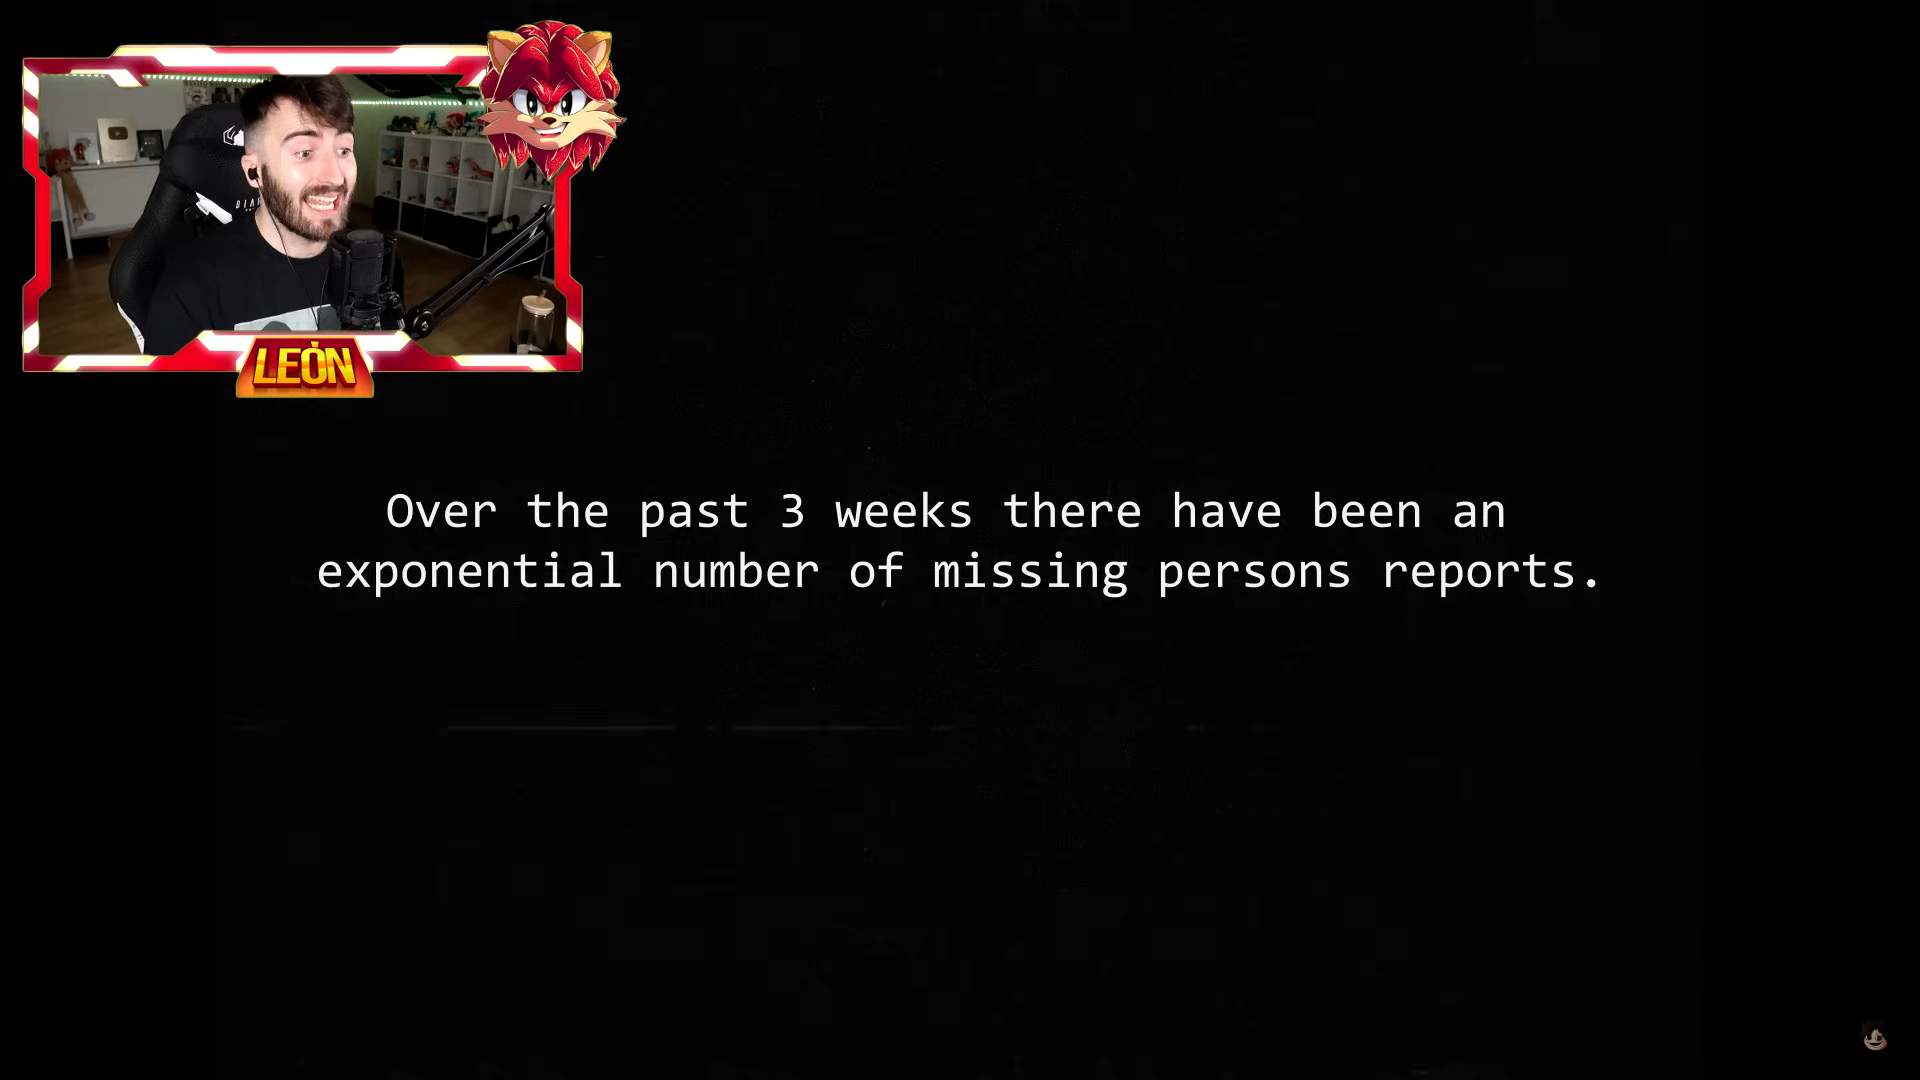 LEÓN
Over the past 3 weeks there have been an
exponential number of missing persons reports.